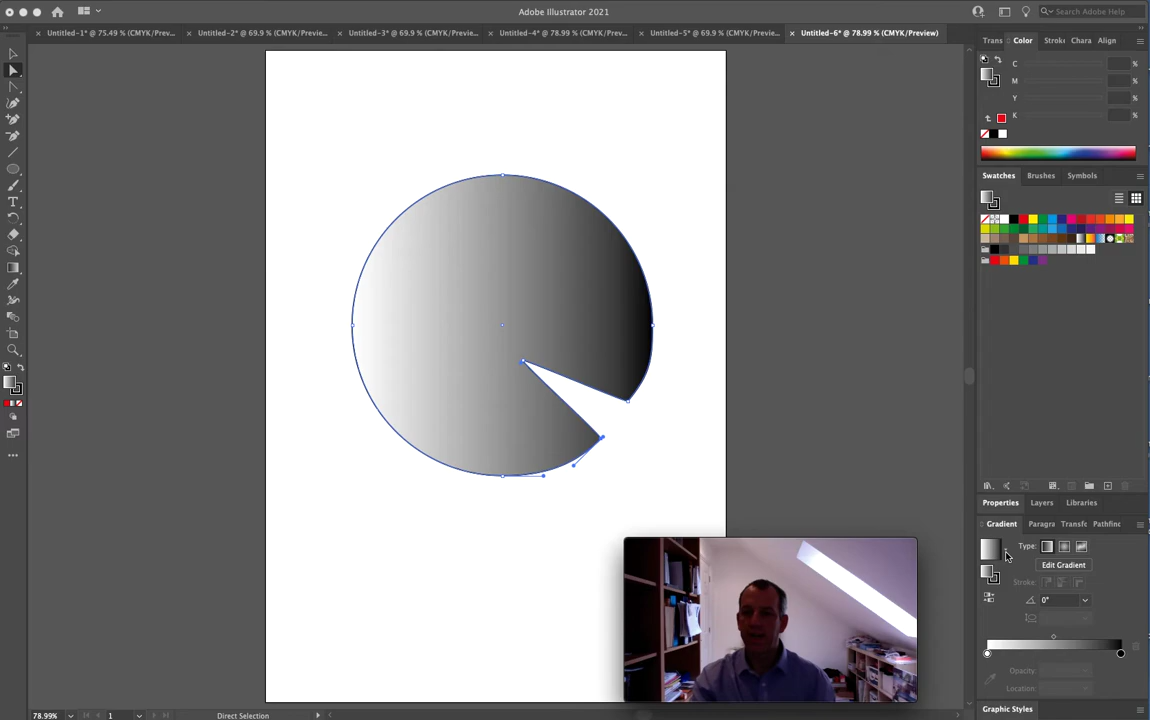 Adobe Illustrator 2021
Search Adobe Help
Untitled-1* @ 75.49 % (CMYK/Prev...
Untitled-2* @ 69.9 % (CMYK/Previe...
Untitled-3* @ 69.9 % (CMYK/Previe...
Untitled-4* @ 78.99 % (CMYK/Prev...
Untitled-5* @ 69.9 % (CMYK/Previe...
Untitled-6* @ 78.99 % (CMYK/Preview)
Trans Color Stroke Chara Align
C %
M %
Y %
K %
Swatches Brushes Symbols
Properties Layers Libraries
Gradient Paragra Transfc Pathfinc
Type:
Edit Gradient
Stroke:
0°
Opacity:
Location:
Graphic Styles
78.99% 1 Direct Selection